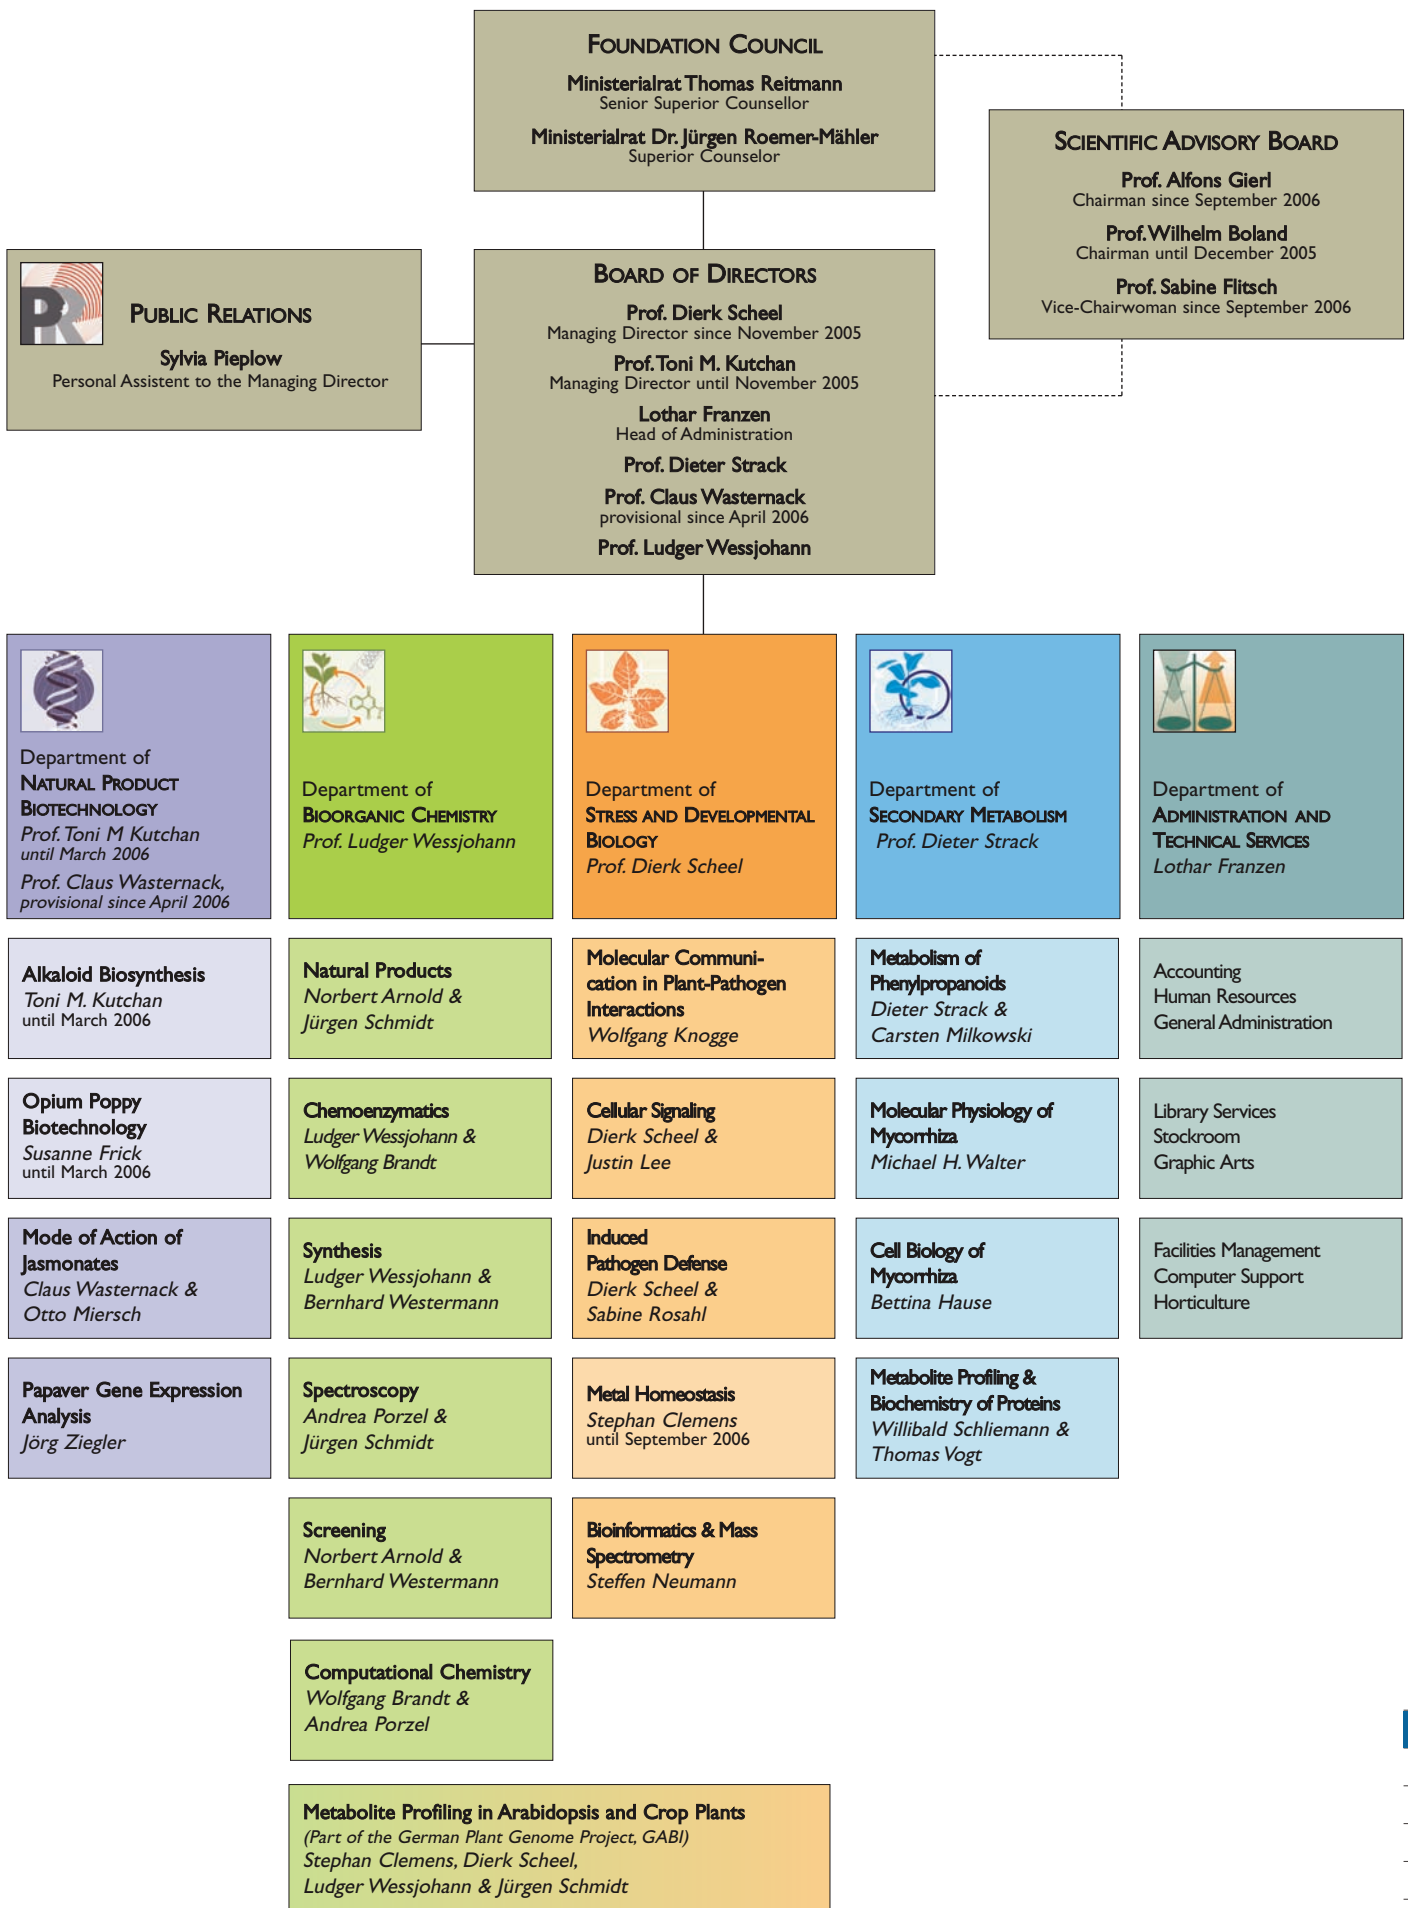 FOUNDATION COUNCIL
Ministerialrat Thomas Reitmann
Senior Superior Counsellor
Ministerialrat Dr. Jürgen Roemer-Mähler
Superior Counselor
SCIENTIFIC ADVISORY BOARD
Prof. Alfons Gierl
Chairman since September 2006
Prof. Wilhelm Boland
Chairman until December 2005
Prof. Sabine Flitsch
Vice-Chairwoman since September 2006
PR
PUBLIC RELATIONS
Sylvia Pieplow
Personal Assistent to the Managing Director
BOARD OF DIRECTORS
Prof. Dierk Scheel
Managing Director since November 2005
Prof. Toni M. Kutchan
Managing Director until November 2005
Lothar Franzen
Head of Administration
Prof. Dieter Strack
Prof. Claus Wasternack
provisional since April 2006
Prof. Ludger Wessjohann
Department of
NATURAL PRODUCT
BIOTECHNOLOGY
Prof. Toni M Kutchan
until March 2006
Prof. Claus Wasternack,
provisional since April 2006
Alkaloid Biosynthesis
Toni M. Kutchan
until March 2006
Opium Poppy
Biotechnology
Susanne Frick
until March 2006
Mode of Action of
Jasmonates
Claus Wasternack &
Otto Miersch
Papaver Gene Expression
Analysis
Jörg Ziegler
Department of
BIOORGANIC CHEMISTRY
Prof. Ludger Wessjohann
Natural Products
Norbert Arnold &
Jürgen Schmidt
Chemoenzymatics
Ludger Wessjohann &
Wolfgang Brandt
Synthesis
Ludger Wessjohann &
Bernhard Westermann
Spectroscopy
Andrea Porzel &
Jürgen Schmidt
Screening
Norbert Arnold &
Bernhard Westermann
Computational Chemistry
Wolfgang Brandt &
Andrea Porzel
Department of
STRESS AND DEVELOPMENTAL
BIOLOGY
Prof. Dierk Scheel
Molecular Communi-
cation in Plant-Pathogen
Interactions
Wolfgang Knogge
Cellular Signaling
Dierk Scheel &
Justin Lee
Induced
Pathogen Defense
Dierk Scheel &
Sabine Rosahl
Metal Homeostasis
Stephan Clemens
until September 2006
Bioinformatics & Mass
Spectrometry
Steffen Neumann
Metabolite Profiling in Arabidopsis and Crop Plants
(Part of the German Plant Genome Project, GABI)
Stephan Clemens, Dierk Scheel,
Ludger Wessjohann & Jürgen Schmidt
Department of
SECONDARY METABOLISM
Prof. Dieter Strack
Metabolism of
Phenylpropanoids
Dieter Strack &
Carsten Milkowski
Molecular Physiology of
Mycorrhiza
Michael H. Walter
Cell Biology of
Mycorrhiza
Bettina Hause
Metabolite Profiling &
Biochemistry of Proteins
Willibald Schliemann &
Thomas Vogt
Department of
ADMINISTRATION AND
TECHNICAL SERVICES
Lothar Franzen
Accounting
Human Resources
General Administration
Library Services
Stockroom
Graphic Arts
Facilities Management
Computer Support
Horticulture